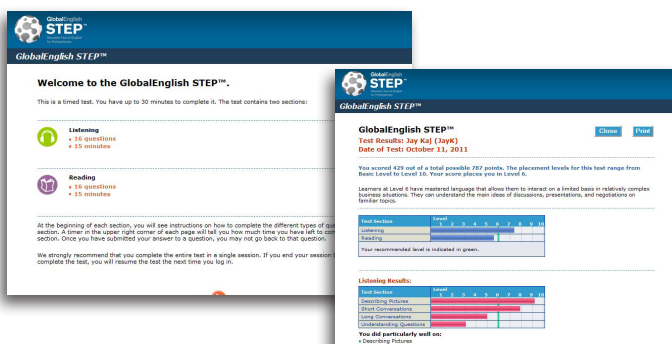 GlobalEnglish
STEP™
GlobalEnglish STEP™
Welcome to the GlobalEnglish STEP™.
This is a timed test. You have up to 30 minutes to complete it. The test contains two sections:
Listening
• 16 questions
• 15 minutes
Reading
• 16 questions
• 15 minutes
At the beginning of each section, you will see instructions on how to complete the different types of
section. A timer in the upper right corner of each page will tell you how much time you have left to
section. Once you have submitted your answer to a question, you may not go back to that question.
We strongly recommend that you complete the entire test in a single session. If you end your session
complete the test, you will resume the test the next time you log in.
GlobalEnglish
STEP™
GlobalEnglish STEP™
GlobalEnglish STEP™
Close
Print
Test Results: Jay Kaj (JayK)
Date of Test: October 11, 2011
You scored 429 out of a total possible 787 points. The placement levels for this test range from
Basic Level to Level 10. Your score places you in Level 6.
Learners at Level 6 have mastered language that allows them to interact on a limited basis in relatively complex
business situations. They can understand the main ideas of discussions, presentations, and negotiations on
familiar topics.
Test Section Level
1 2 3 4 5 6 7 8 9 10
Listening
Reading
Your recommended level is indicated in green.
Listening Results:
Test Section Level
1 2 3 4 5 6 7 8 9 10
Describing Pictures
Short Conversations
Long Conversations
Understanding Questions
You did particularly well on:
• Describing Pictures